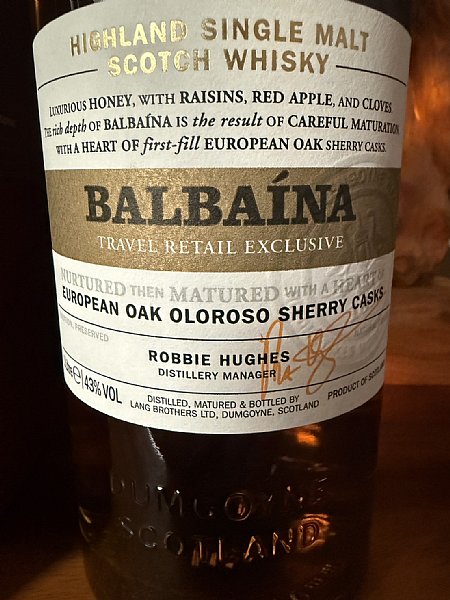 HIGHLAND SINGLE MALT
SCOTCH WHISKY
LUXURIOUS HONEY, WITH RAISINS, RED APPLE, AND CLOVES.
THE rich depth OF BALBAÍNA IS the result OF CAREFUL MATURATION
WITH A HEART OF first-fill EUROPEAN OAK SHERRY CASKS.
BALBAÍNA
TRAVEL RETAIL EXCLUSIVE
NURTURED THEN MATURED WITH A HEART OF
EUROPEAN OAK OLOROSO SHERRY CASKS
PRESERVED
ROBBIE HUGHES
DISTILLERY MANAGER
43% VOL
DISTILLED, MATURED & BOTTLED BY
LANG BROTHERS LTD, DUMGOYNE, SCOTLAND
PRODUCT OF
DUMGOYNE
SCOTLAND